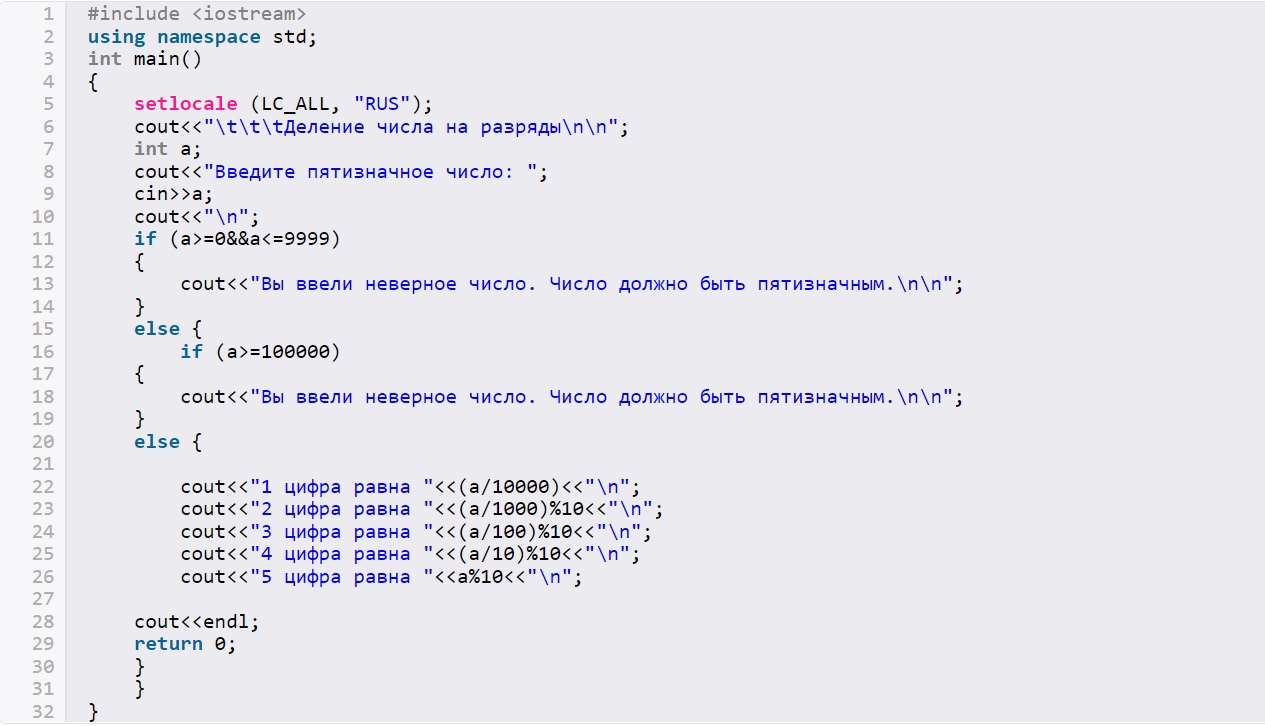 1 #include <iostream>
2 using namespace std;
3 int main()
4 {
5     setlocale (LC_ALL, "RUS");
6     cout<<"\t\t\tДеление числа на разряды\n\n";
7     int a;
8     cout<<"Введите пятизначное число: ";
9     cin>>a;
10     cout<<"\n";
11     if (a>=0&&a<=9999)
12     {
13         cout<<"Вы ввели неверное число. Число должно быть пятизначным.\n\n";
14     }
15     else {
16         if (a>=100000)
17     {
18         cout<<"Вы ввели неверное число. Число должно быть пятизначным.\n\n";
19     }
20     else {
21
22         cout<<"1 цифра равна "<<(a/10000)<<"\n";
23         cout<<"2 цифра равна "<<(a/1000)%10<<"\n";
24         cout<<"3 цифра равна "<<(a/100)%10<<"\n";
25         cout<<"4 цифра равна "<<(a/10)%10<<"\n";
26         cout<<"5 цифра равна "<<a%10<<"\n";
27
28     cout<<endl;
29     return 0;
30     }
31     }
32 }